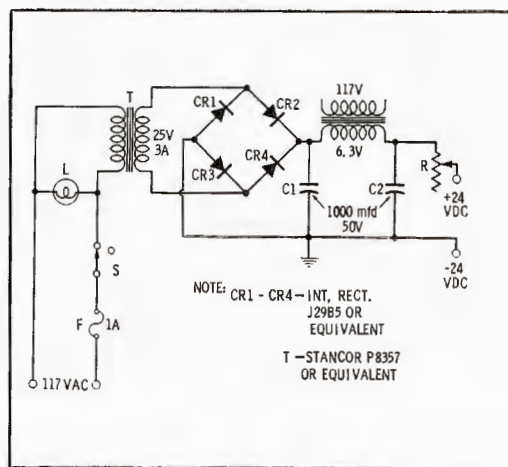 T
117V
CR1
CR2
25V
3A
6.3V
L
CR3
CR4
C1
C2
R
1000 mfd
50V
+24
VDC
S
-24
VDC
NOTE: CR1 - CR4-INT, RECT.
J29B5 OR
EQUIVALENT
F
1A
T -STANCOR P8357
OR EQUIVALENT
117 VAC